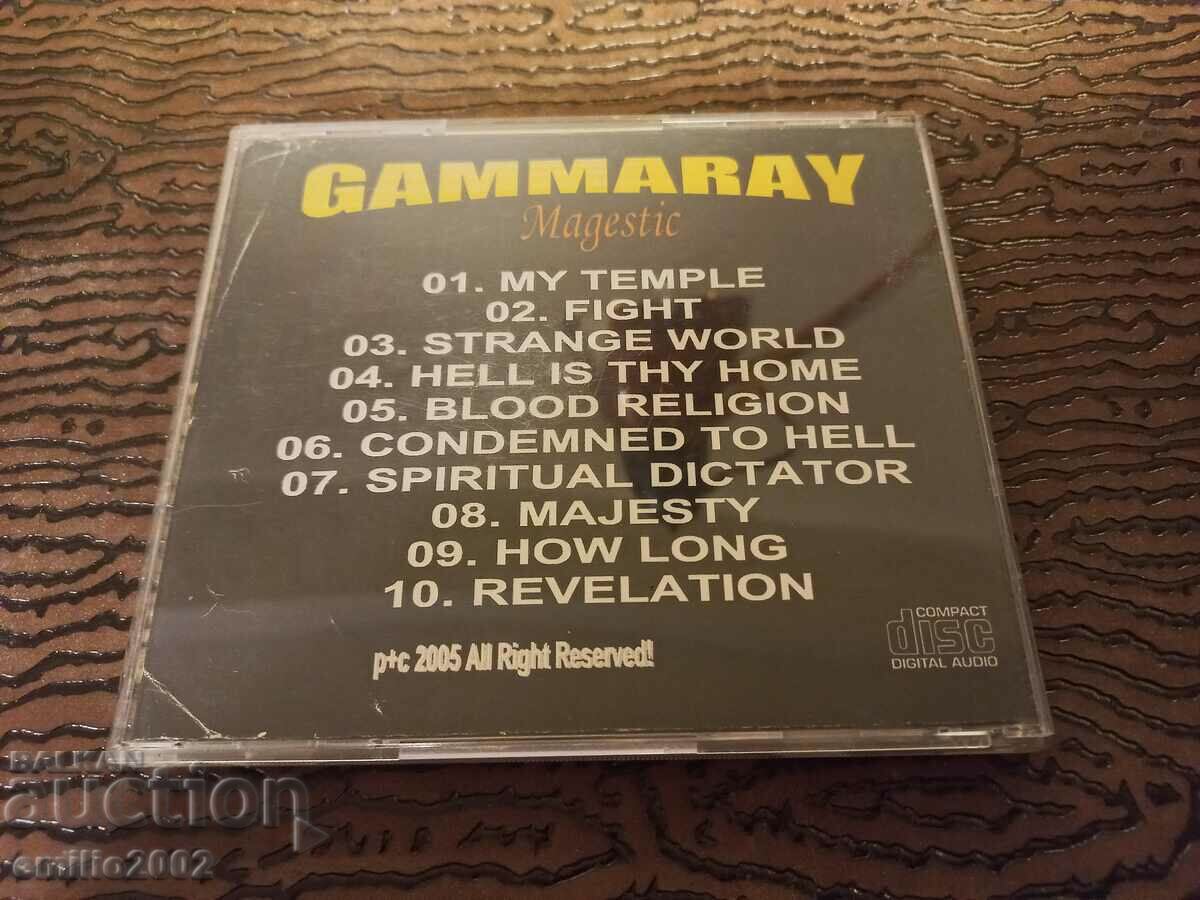 GAMMARAY
Magestic
01. MY TEMPLE
02. FIGHT
03. STRANGE WORLD
04. HELL IS THY HOME
05. BLOOD RELIGION
06. CONDEMNED TO HELL
07. SPIRITUAL DICTATOR
08. MAJESTY
09. HOW LONG
10. REVELATION
p+c 2005 All Right Reserved!
COMPACT
disc
DIGITAL AUDIO
BALKAN
auction
emilio2002